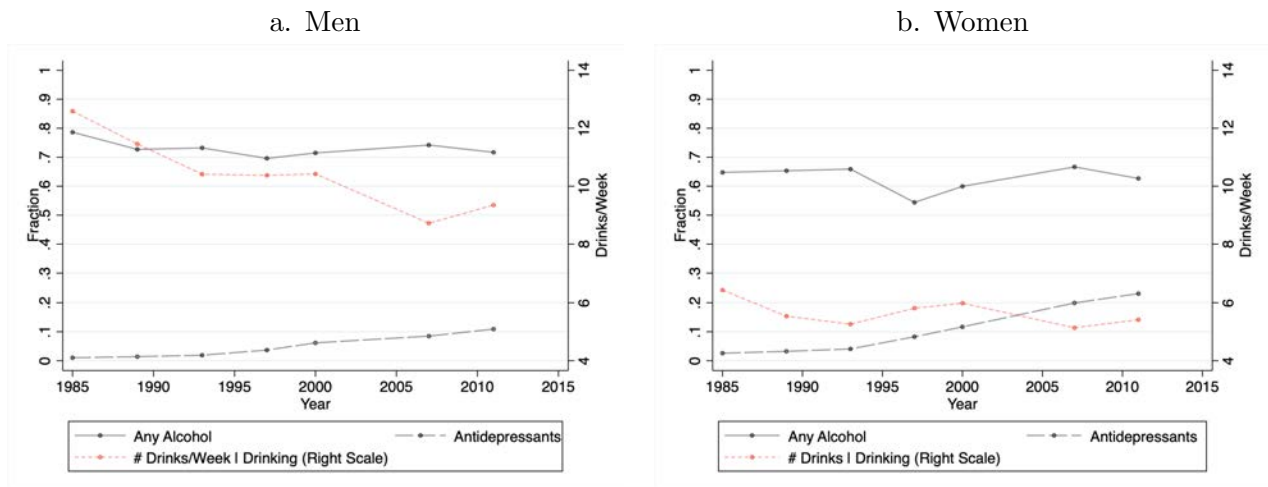 a. Men
1
.9
.8
.7
.6
.5
.4
.3
.2
.1
0
Fraction
14
12
10
8
6
4
Drinks/Week
1985 1990 1995 2000 2005 2010 2015
Year
Any Alcohol
Antidepressants
# Drinks/Week | Drinking (Right Scale)
b. Women
1
.9
.8
.7
.6
.5
.4
.3
.2
.1
0
Fraction
14
12
10
8
6
4
Drinks/Week
1985 1990 1995 2000 2005 2010 2015
Year
Any Alcohol
Antidepressants
# Drinks | Drinking (Right Scale)